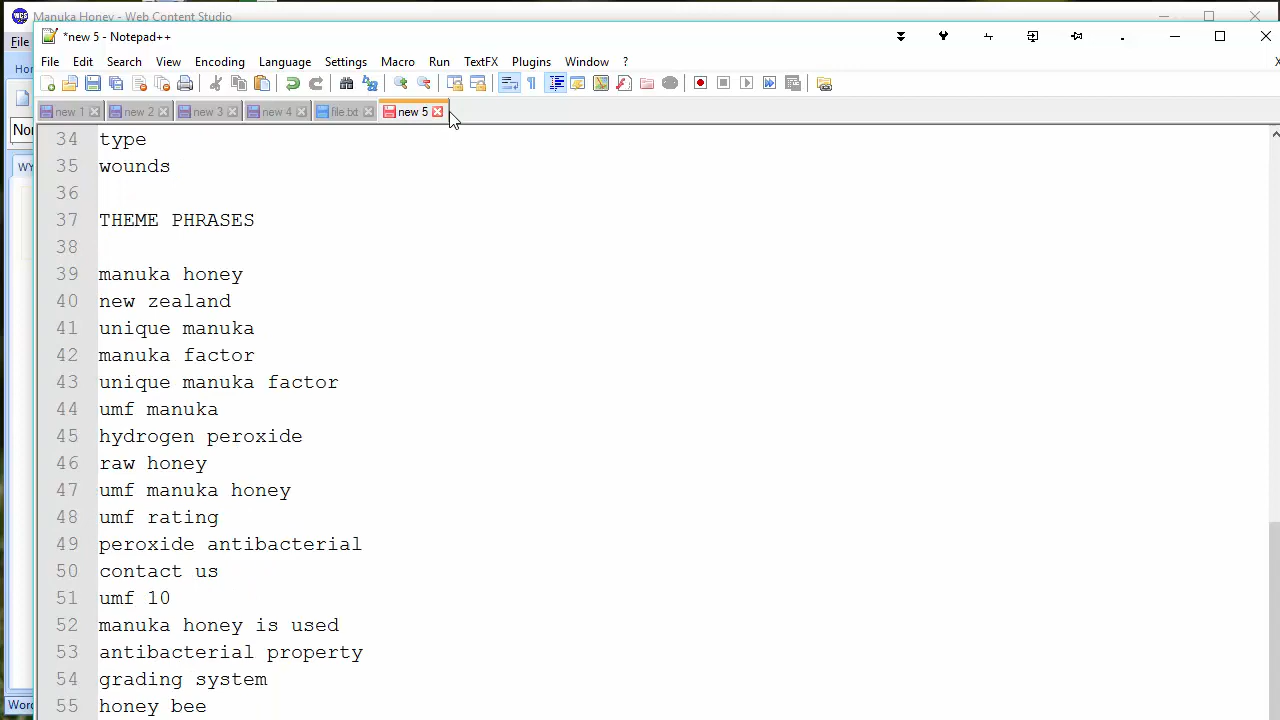 Manuka Honey - Web Content Studio
File
*new 5 - Notepad++
File Edit Search View Encoding Language Settings Macro Run TextFX Plugins Window ?
new 1 new 2 new 3 new 4 file.txt new 5
34 type
35 wounds
36
37 THEME PHRASES
38
39 manuka honey
40 new zealand
41 unique manuka
42 manuka factor
43 unique manuka factor
44 umf manuka
45 hydrogen peroxide
46 raw honey
47 umf manuka honey
48 umf rating
49 peroxide antibacterial
50 contact us
51 umf 10
52 manuka honey is used
53 antibacterial property
54 grading system
55 honey bee